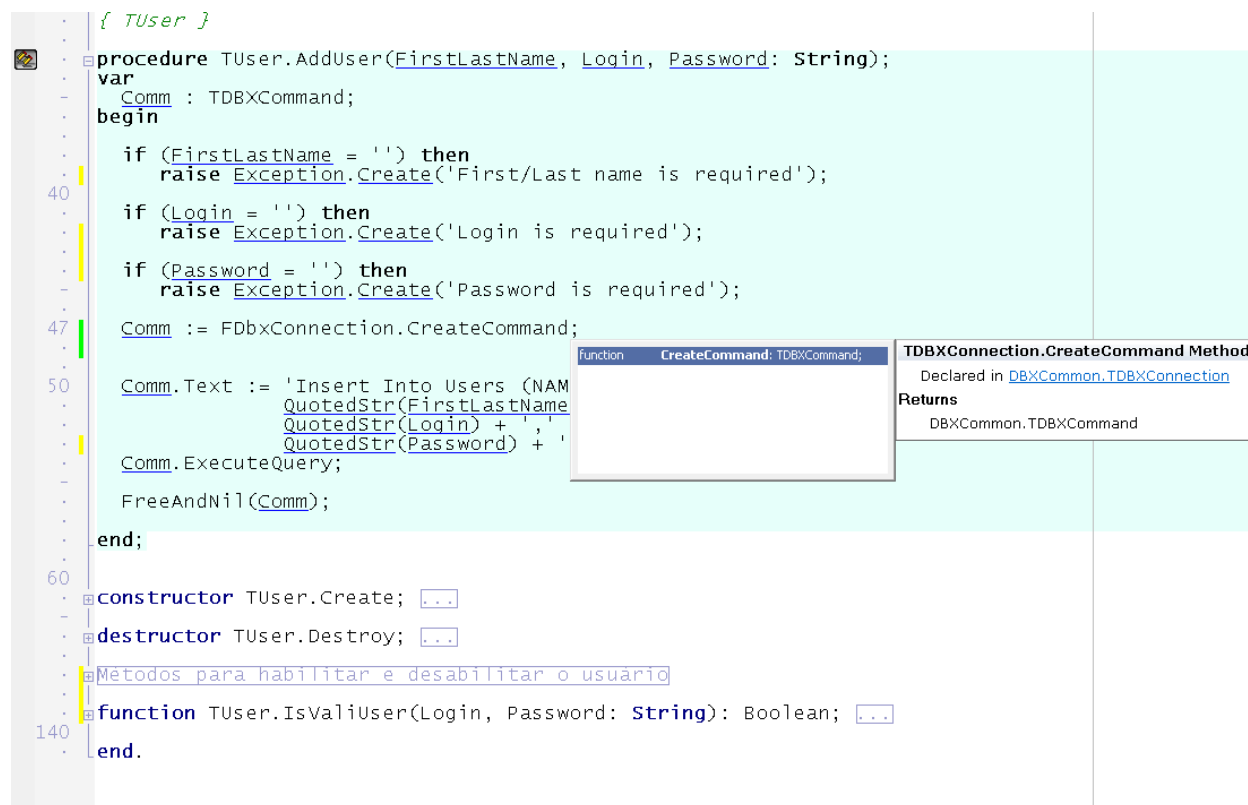 { TUser }
procedure TUser.AddUser(FirstLastName, Login, Password: String);
var
Comm : TDBXCommand;
begin
if (FirstLastName = '') then
raise Exception.Create('First/Last name is required');
40
if (Login = '') then
raise Exception.Create('Login is required');
if (Password = '') then
raise Exception.Create('Password is required');
47 Comm := FDbxConnection.CreateCommand;
function CreateCommand: TDBXCommand;
TDBXConnection.CreateCommand Method
Declared in DBXCommon.TDBXConnection
Returns
DBXCommon.TDBXCommand
50 Comm.Text := 'Insert Into Users (NAM
QuotedStr(FirstLastName
QuotedStr(Login) + ','
QuotedStr(Password) + '
Comm.ExecuteQuery;
FreeAndNil(Comm);
end;
60
constructor TUser.Create; ...
destructor TUser.Destroy; ...
Métodos para habilitar e desabilitar o usuário
function TUser.IsValiUser(Login, Password: String): Boolean; ...
140
end.